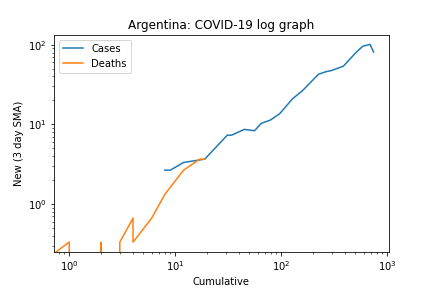 Argentina: COVID-19 log graph
Cases
Deaths
New (3 day SMA)
10²
10¹
10⁰
10⁰ 10¹ 10² 10³
Cumulative